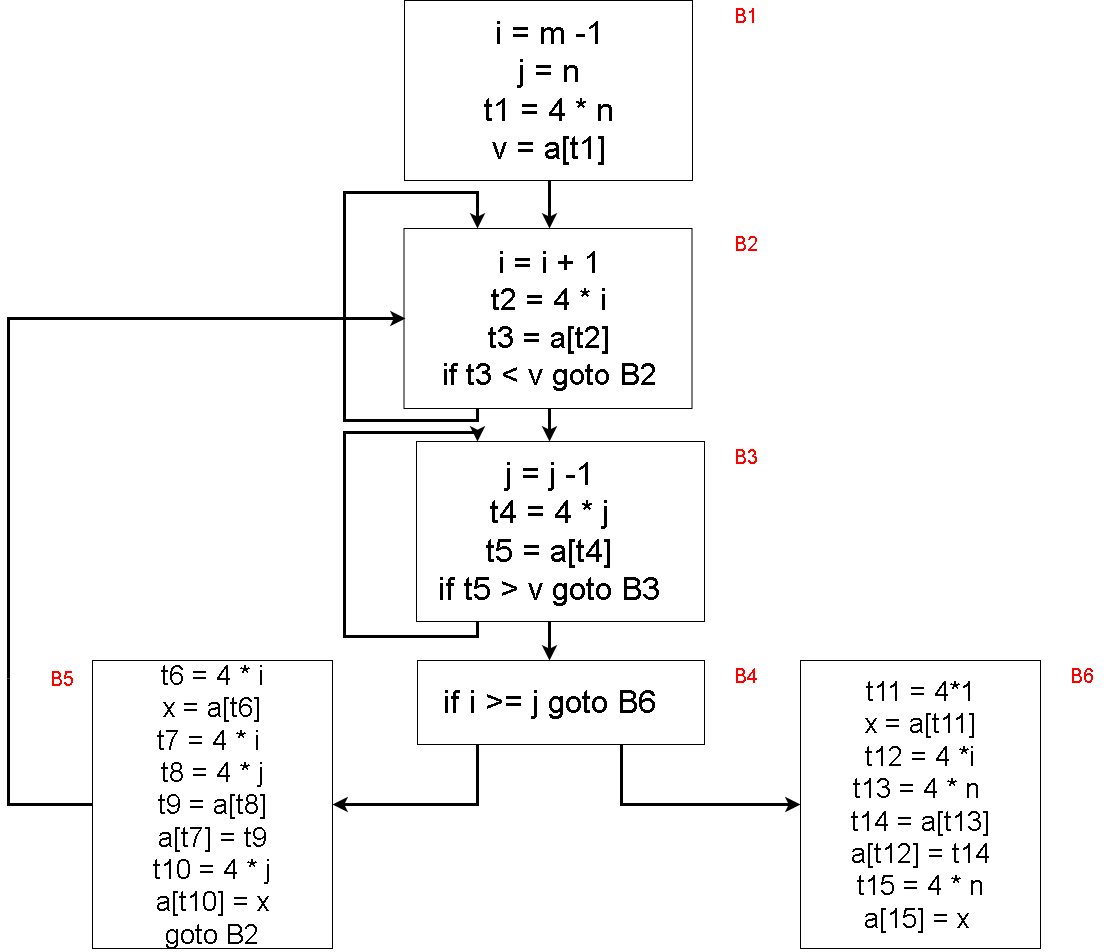 B1
i = m -1
j = n
t1 = 4 * n
v = a[t1]
B2
i = i + 1
t2 = 4 * i
t3 = a[t2]
if t3 < v goto B2
B3
j = j -1
t4 = 4 * j
t5 = a[t4]
if t5 > v goto B3
B4
if i >= j goto B6
B5
t6 = 4 * i
x = a[t6]
t7 = 4 * i
t8 = 4 * j
t9 = a[t8]
a[t7] = t9
t10 = 4 * j
a[t10] = x
goto B2
B6
t11 = 4*1
x = a[t11]
t12 = 4 *i
t13 = 4 * n
t14 = a[t13]
a[t12] = t14
t15 = 4 * n
a[15] = x